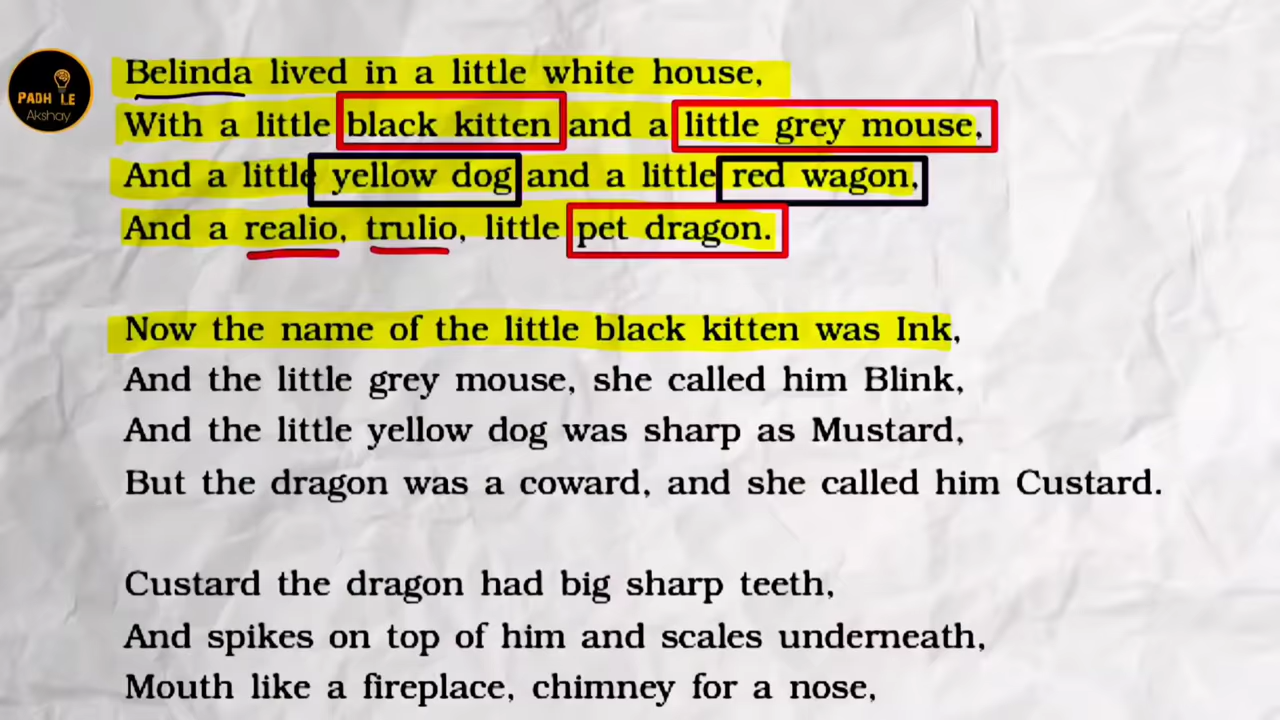 PADH LE
Akshay
Belinda lived in a little white house,
With a little black kitten and a little grey mouse,
And a little yellow dog and a little red wagon,
And a realio, trulio, little pet dragon.
Now the name of the little black kitten was Ink,
And the little grey mouse, she called him Blink,
And the little yellow dog was sharp as Mustard,
But the dragon was a coward, and she called him Custard.
Custard the dragon had big sharp teeth,
And spikes on top of him and scales underneath,
Mouth like a fireplace, chimney for a nose,